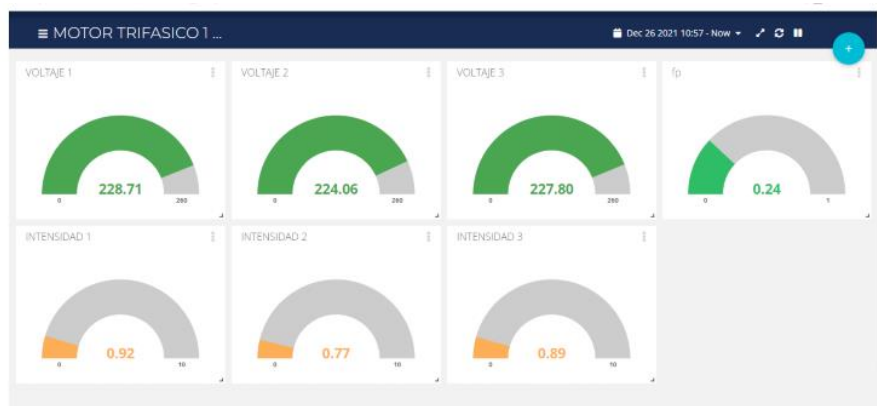 MOTOR TRIFASICO 1 ...
Dec 26 2021 10:57 - Now
+
VOLTAJE 1
VOLTAJE 2
VOLTAJE 3
fp
228.71
0
260
224.06
0
260
227.80
0
260
0.24
0
1
INTENSIDAD 1
INTENSIDAD 2
INTENSIDAD 3
0.92
0
10
0.77
0
10
0.89
0
10